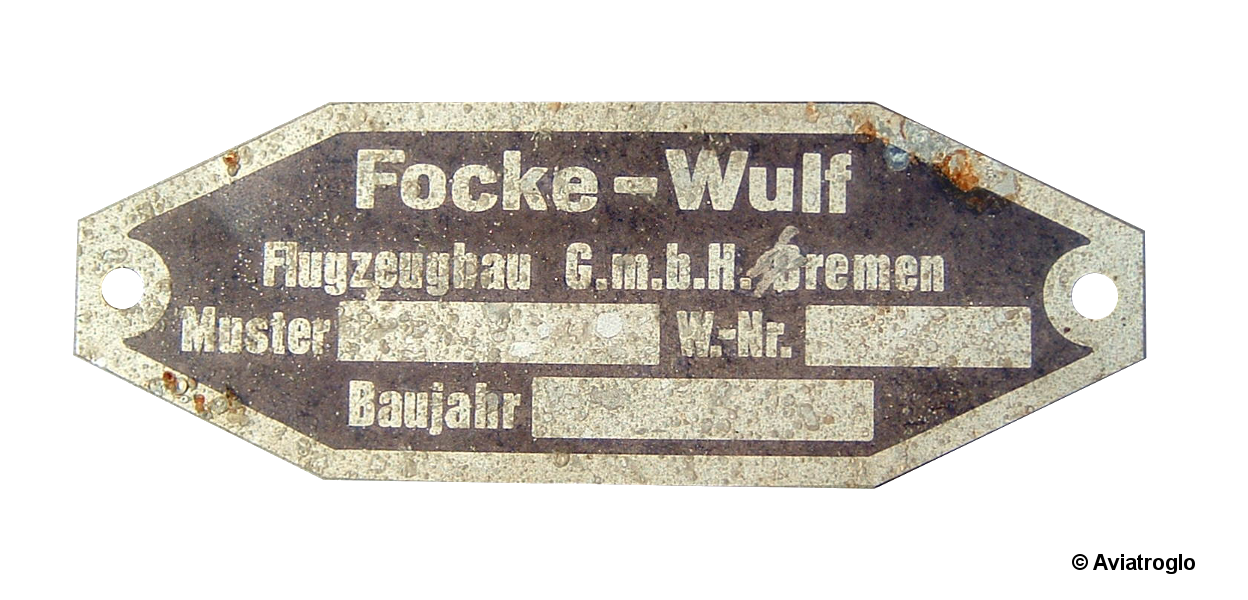 Focke-Wulf
Flugzeugbau G.m.b.H. Bremen
Muster W.-Nr.
Baujahr
© Aviatroglo